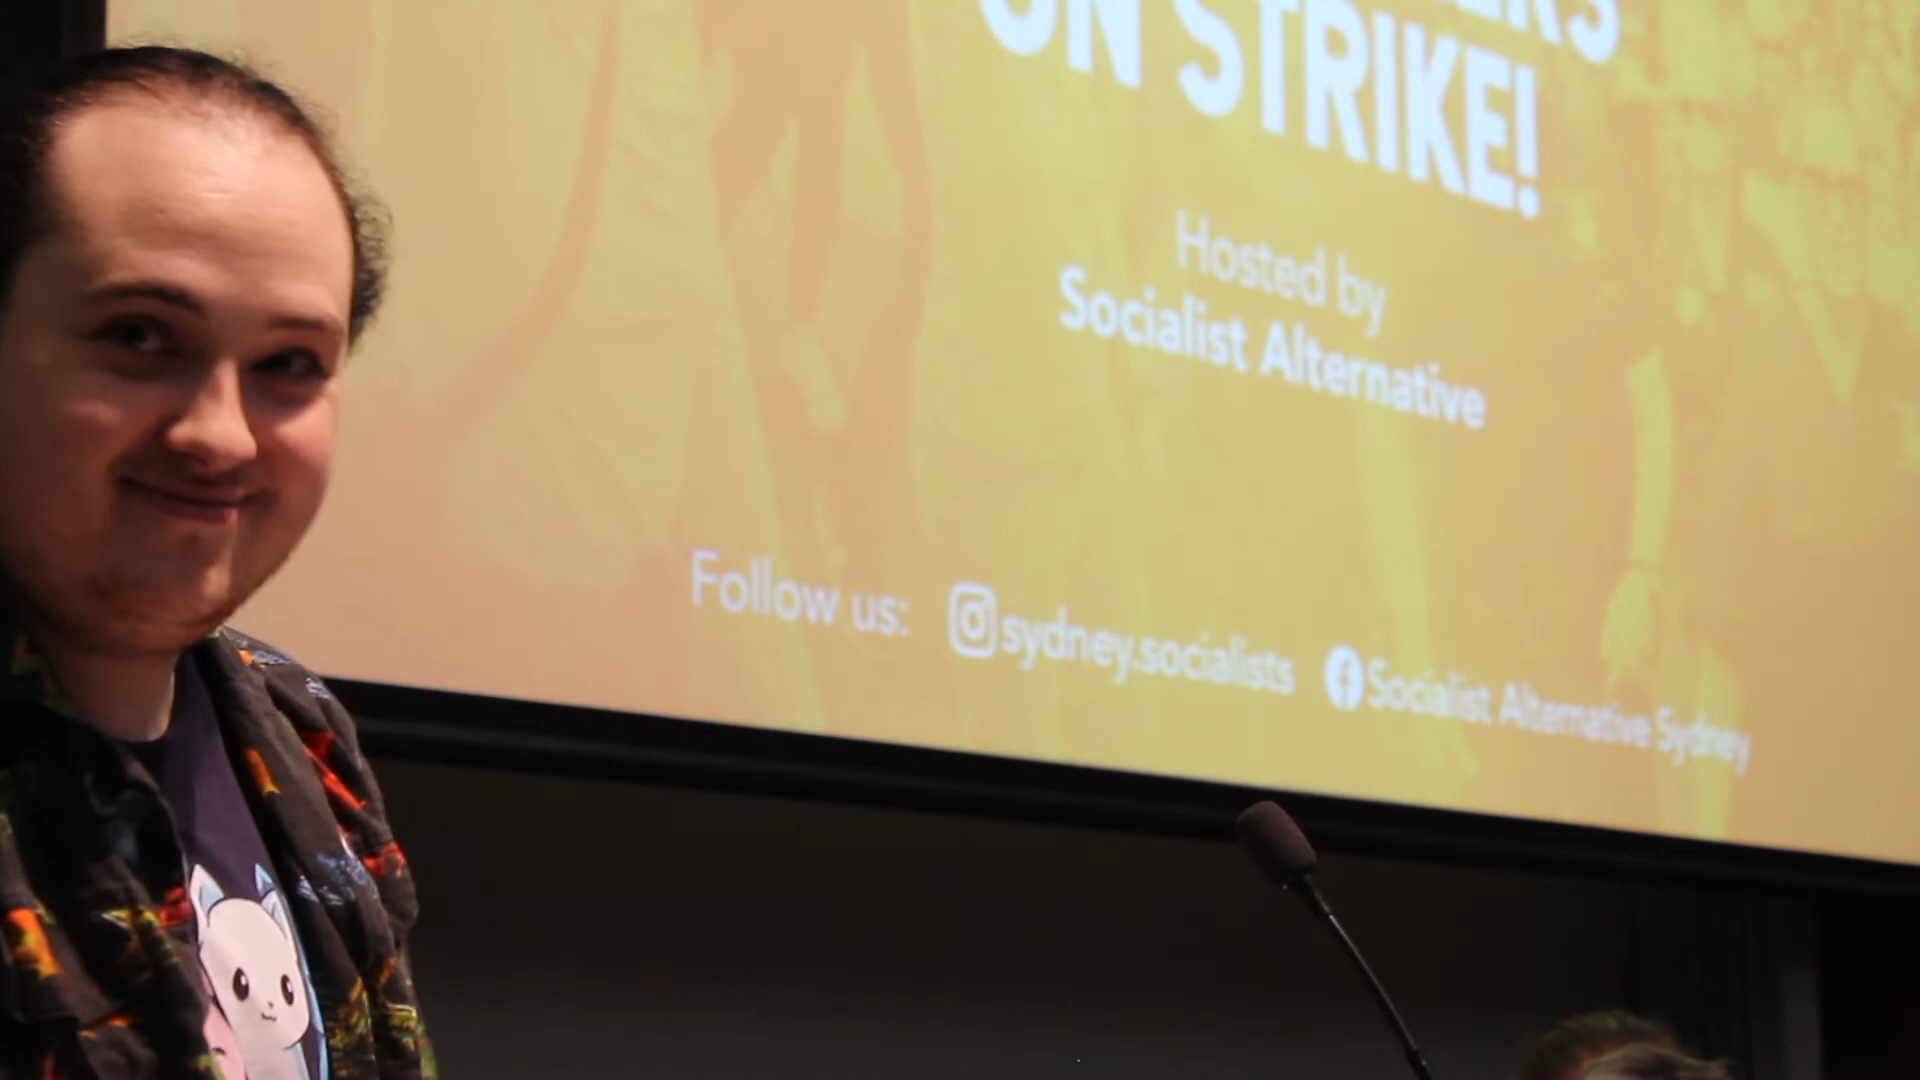 ON STRIKE!
Hosted by
Socialist Alternative
Follow us: sydney.socialists Socialist Alternative Sydney